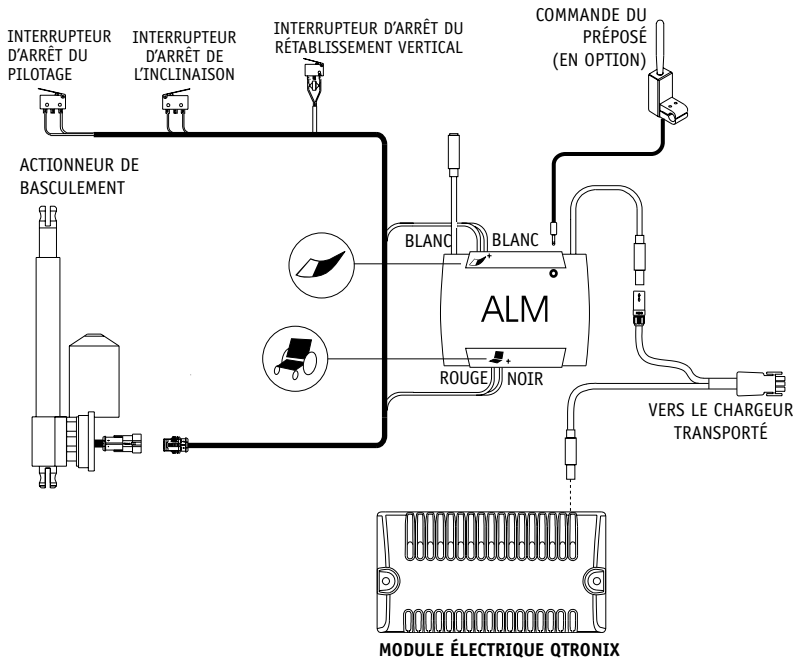 INTERRUPTEUR
D'ARRÊT DU
PILOTAGE
INTERRUPTEUR
D'ARRÊT DE
L'INCLINAISON
INTERRUPTEUR D'ARRÊT DU
RÉTABLISSEMENT VERTICAL
COMMANDE DU
PRÉPOSÉ
(EN OPTION)
ACTIONNEUR DE
BASCULEMENT
BLANC
BLANC
+
ALM
+
ROUGE
NOIR
VERS LE CHARGEUR
TRANSPORTÉ
MODULE ÉLECTRIQUE QTRONIX